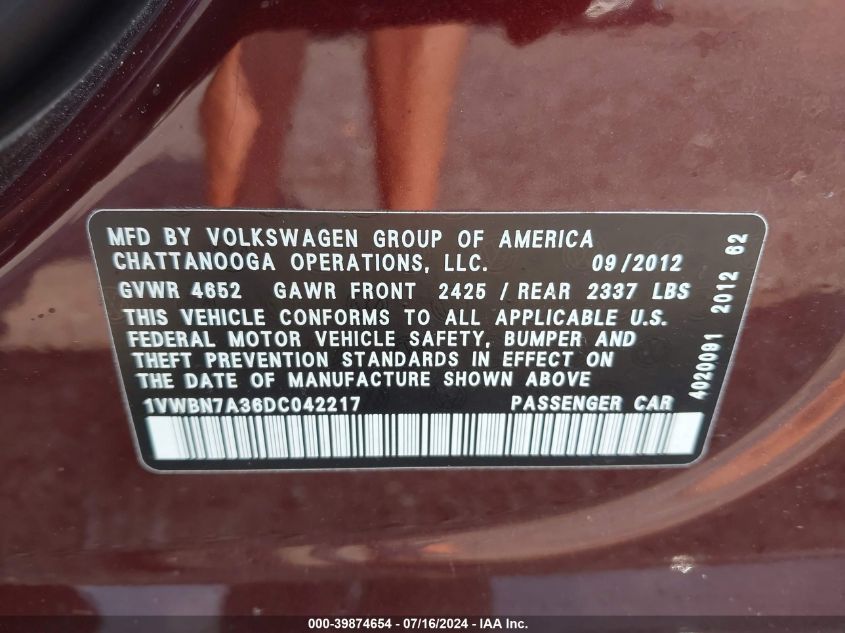 MFD BY VOLKSWAGEN GROUP OF AMERICA
CHATTANOOGA OPERATIONS, LLC. 09/2012
GVWR 4652 GAWR FRONT 2425 / REAR 2337 LBS
THIS VEHICLE CONFORMS TO ALL APPLICABLE U.S.
FEDERAL MOTOR VEHICLE SAFETY, BUMPER AND
THEFT PREVENTION STANDARDS IN EFFECT ON
THE DATE OF MANUFACTURE SHOWN ABOVE
1VWBN7A36DC042217 PASSENGER CAR
4020091 2012 62
000-39874654 - 07/16/2024 - IAA Inc.